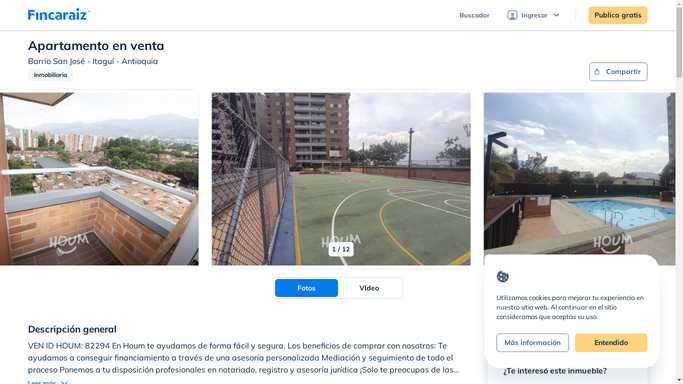 Fincaraiz
Buscador
Ingresar
Publica gratis
Apartamento en venta
Barrio San José - Itaguí - Antioquia
Inmobiliaria
Compartir
HOUM
HOUM
HOUM
1 / 12
Fotos
Video
Utilizamos cookies para mejorar tu experiencia en
nuestro sitio web. Al continuar en el sitio
consideramos que aceptas su uso.
Más información
Entendido
Descripción general
VEN ID HOUM: 82294 En Houm te ayudamos de forma fácil y segura. Los beneficios de comprar con nosotros: Te
ayudamos a conseguir financiamiento a través de una asesoría personalizada Mediación y seguimiento de todo el
proceso Ponemos a tu disposición profesionales en notariado, registro y asesoría jurídica ¡Solo te preocupas de las...
Leer más
¿Te interesó este inmueble?